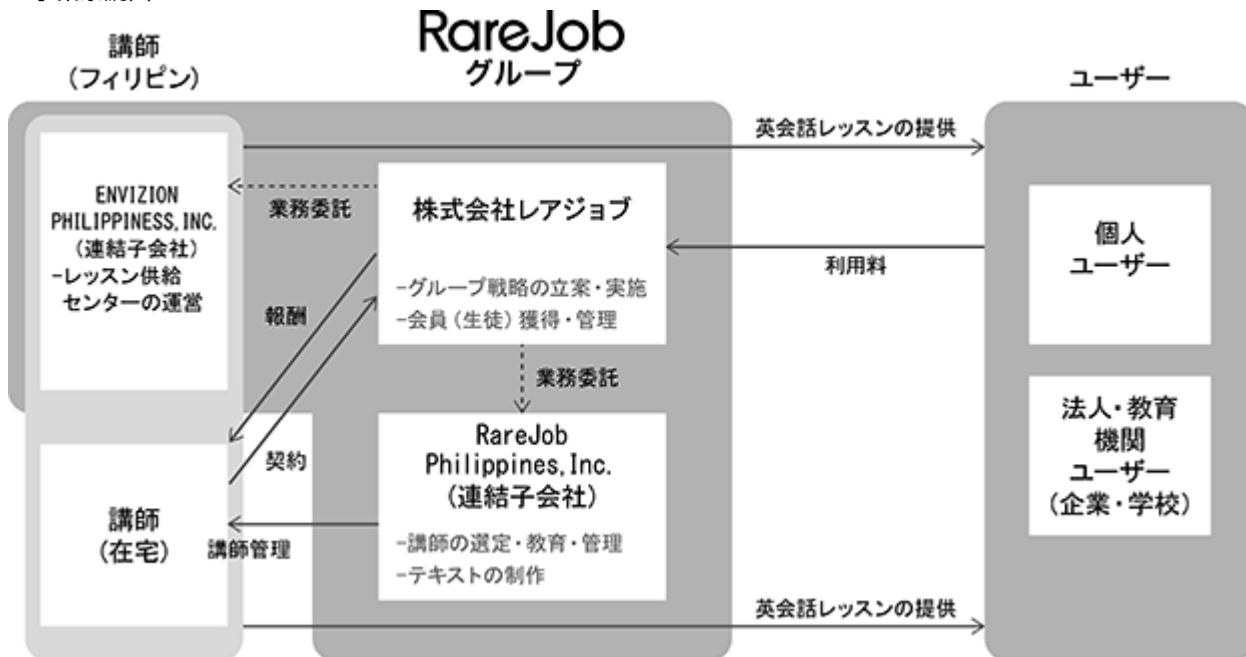 講師
(フィリピン)
RareJob
グループ
ユーザー
英会話レッスンの提供
ENVIZION
PHILIPPINESS, INC.
(連結子会社)
-レッスン供給
センターの運営
業務委託
株式会社レアジョブ
-グループ戦略の立案・実施
-会員(生徒)獲得・管理
利用料
個人
ユーザー
報酬
業務委託
契約
RareJob
Philippines, Inc.
(連結子会社)
-講師の選定・教育・管理
-テキストの制作
講師
(在宅)
講師管理
法人・教育
機関
ユーザー
(企業・学校)
英会話レッスンの提供